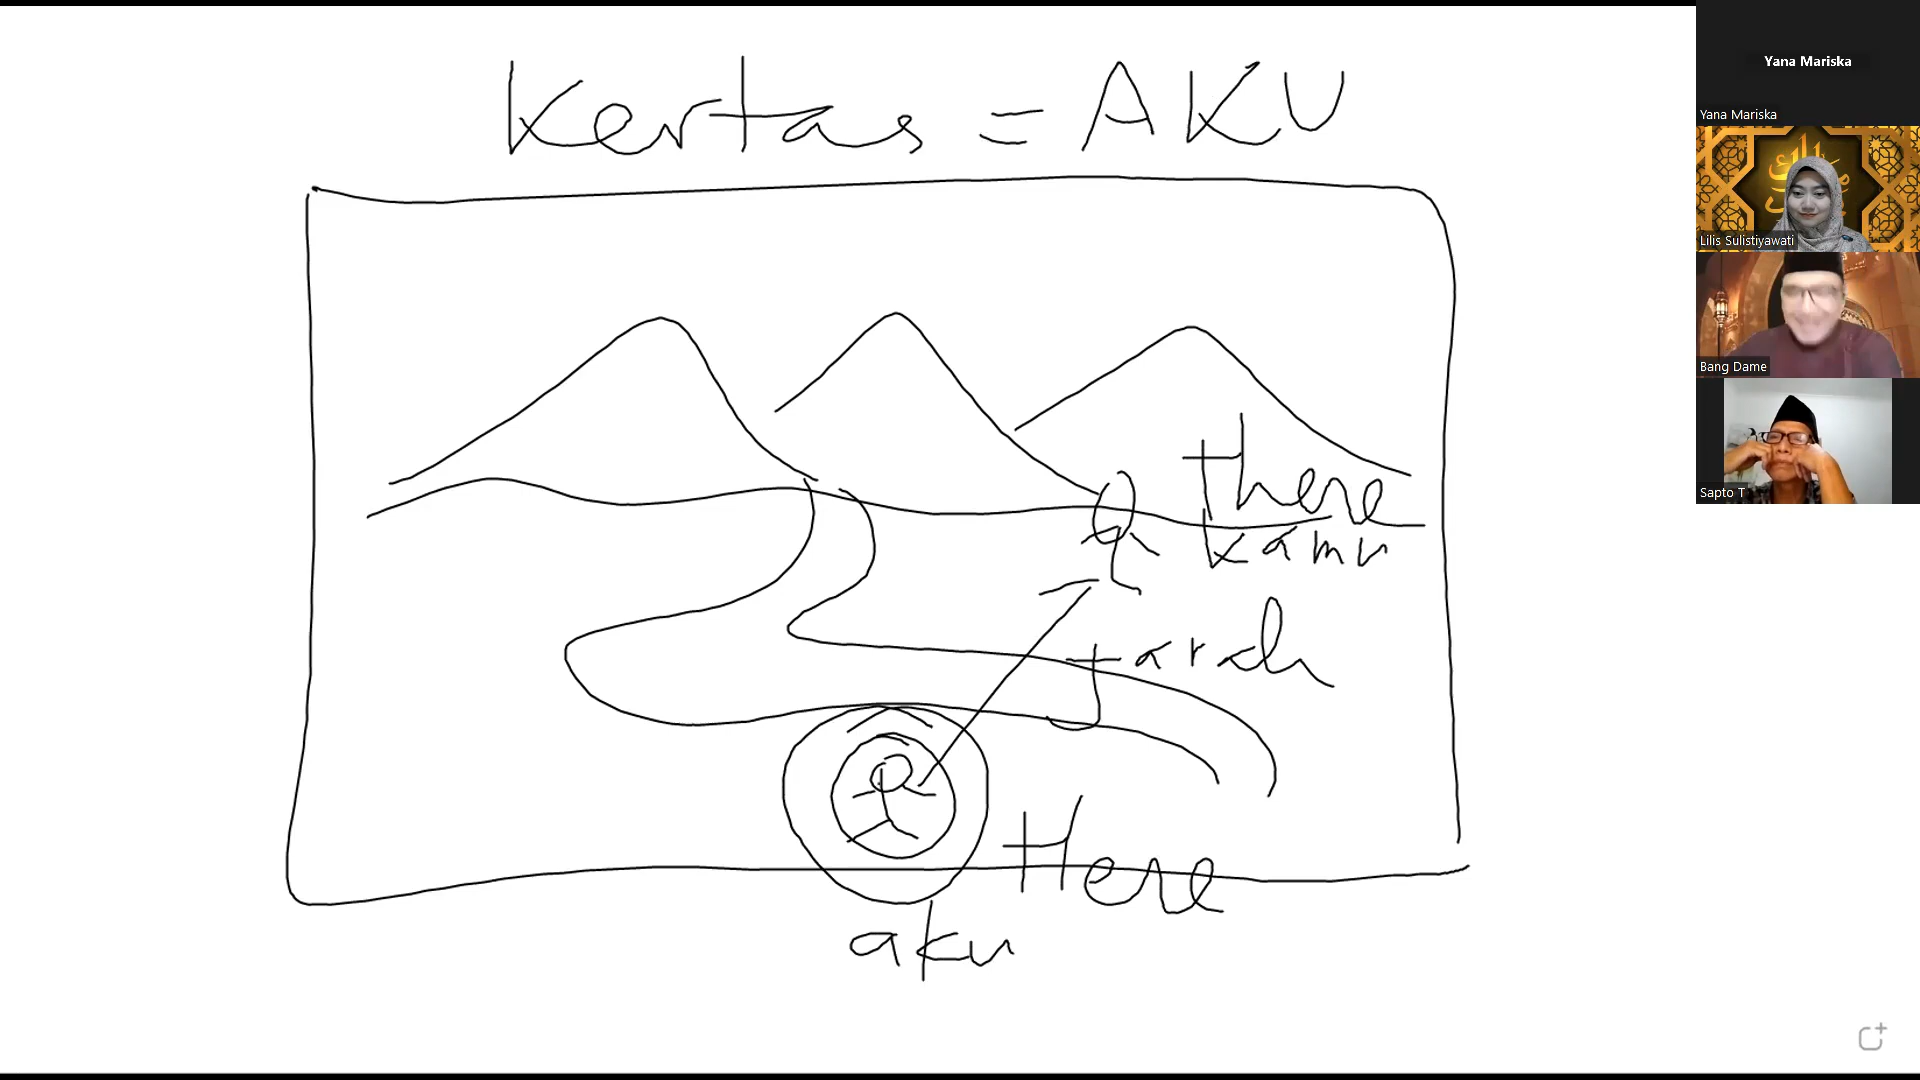 Kertas = AKU
there
kamu
Jarak
Here
aku
Yana Mariska
Yana Mariska
Lilis Sulistiyawati
Bang Dame
Sapto T